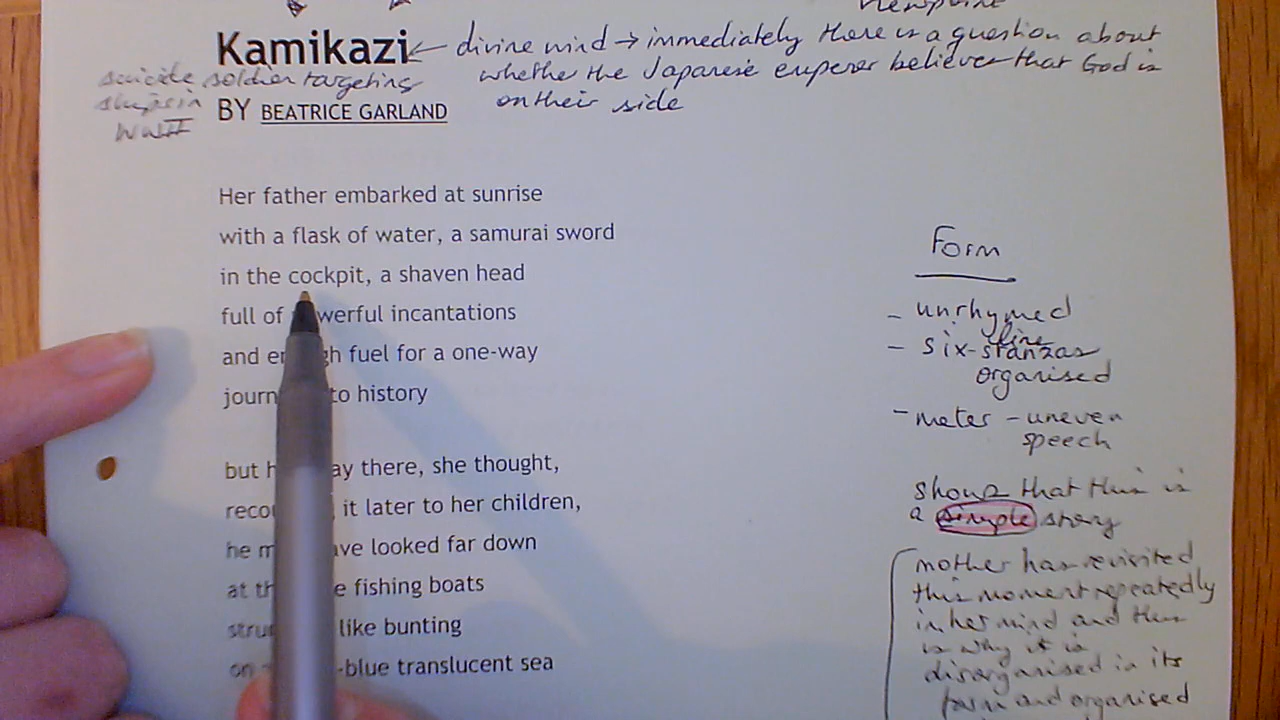 viewpoint
Kamikazi
divine wind → immediately there is a question about
whether the Japanese emperor believes that God is
on their side
suicide soldier targeting
ships in
WWII
BY BEATRICE GARLAND
Her father embarked at sunrise
with a flask of water, a samurai sword
in the cockpit, a shaven head
full of werful incantations
and en gh fuel for a one-way
journ to history
but h ay there, she thought,
reco it later to her children,
he m ve looked far down
at th e fishing boats
stru like bunting
on -blue translucent sea
Form
- unrhymed
- six-line stanzas
organised
- meter - uneven
speech
shows that this is
a simple story
mother has revisited
this moment repeatedly
in her mind and this
is why it is
disorganised in its
form and organised